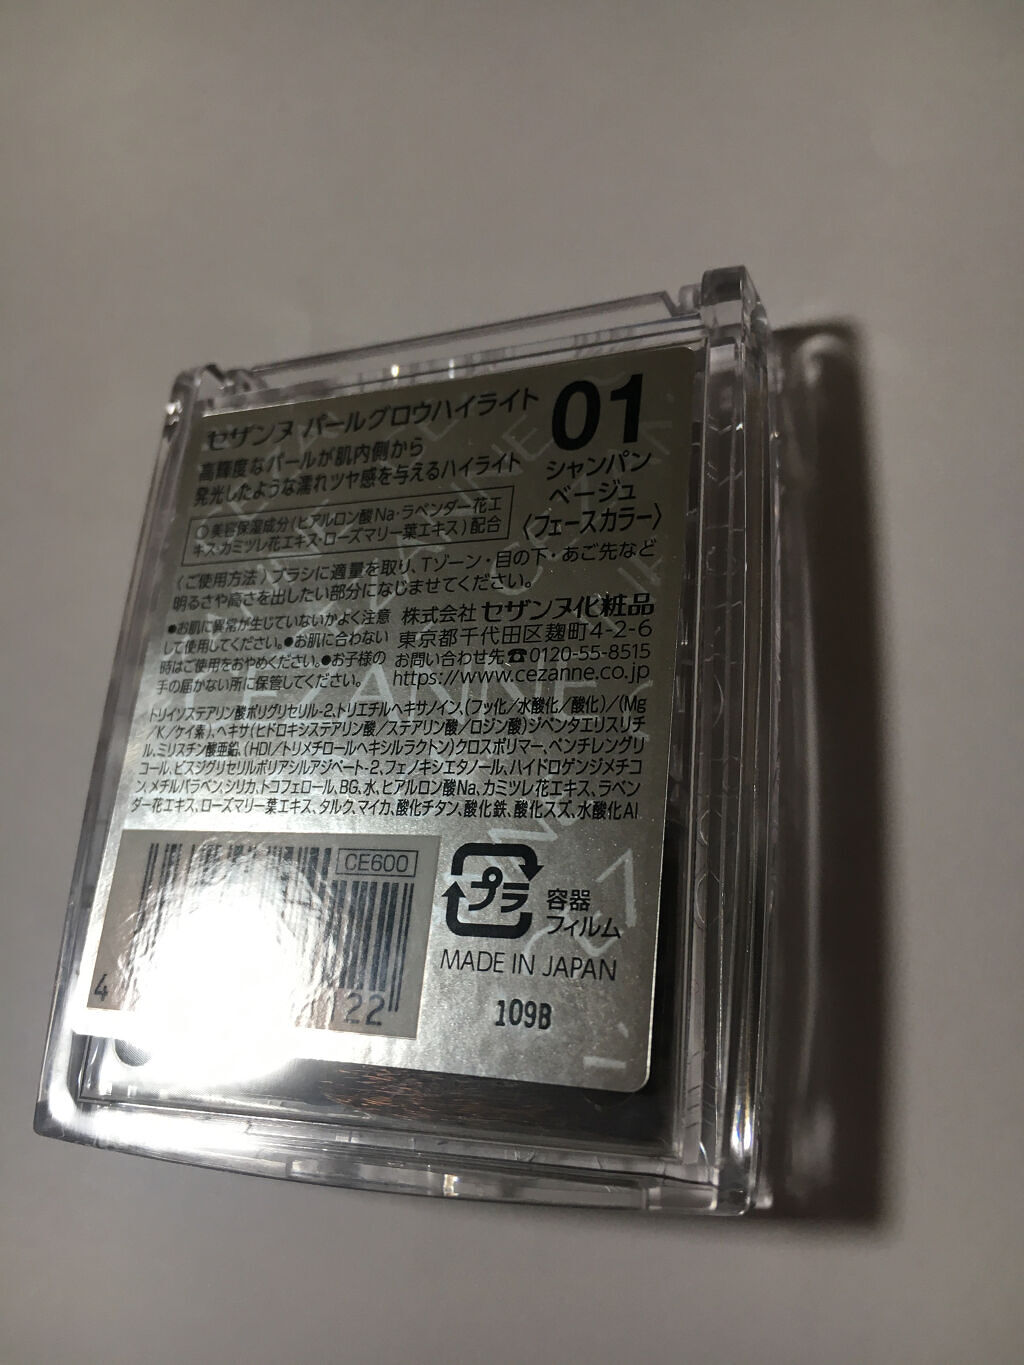 セザンヌ パールグロウハイライト
高輝度なパールが肌内側から
発光したような濡れツヤ感を与えるハイライト
01
シャンパン
ベージュ
〈フェースカラー〉
○美容保湿成分(ヒアルロン酸Na・ラベンダー花エ
キス・カミツレ花エキス・ローズマリー葉エキス)配合
〈ご使用方法〉ブラシに適量を取り、Tゾーン・目の下・あご先など
明るさや高さを出したい部分になじませてください。
●お肌に異常が生じていないかよく注意
して使用してください。●お肌に合わない
時はご使用をおやめください。●お子様の
手の届かない所に保管してください。
株式会社 セザンヌ化粧品
東京都千代田区麹町4-2-6
お問い合わせ先☎0120-55-8515
https://www.cezanne.co.jp
トリイソステアリン酸ポリグリセリル-2、トリエチルヘキサノイン、(フッ化/水酸化/酸化)/(Mg
/K/ケイ素)、ヘキサ(ヒドロキシステアリン酸/ステアリン酸/ロジン酸)ジペンタエリスリチ
ル、ミリスチン酸亜鉛、(HDI/トリメチロールヘキシルラクトン)クロスポリマー、ペンチレングリ
コール、ビスジグリセリルポリアシルアジペート-2、フェノキシエタノール、ハイドロゲンジメチコ
ン、メチルパラベン、シリカ、トコフェロール、BG、水、ヒアルロン酸Na、カミツレ花エキス、ラベン
ダー花エキス、ローズマリー葉エキス、タルク、マイカ、酸化チタン、酸化鉄、酸化スズ、水酸化Al
CE600
4
122
プラ
容器
フィルム
MADE IN JAPAN
109B